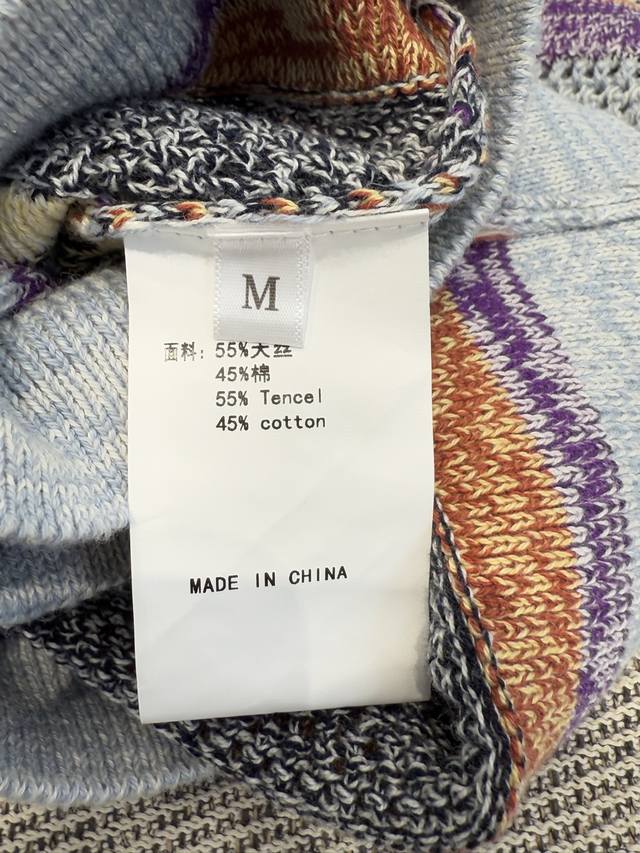 M
面料: 55%天丝
45%棉
55% Tencel
45% cotton
MADE IN CHINA